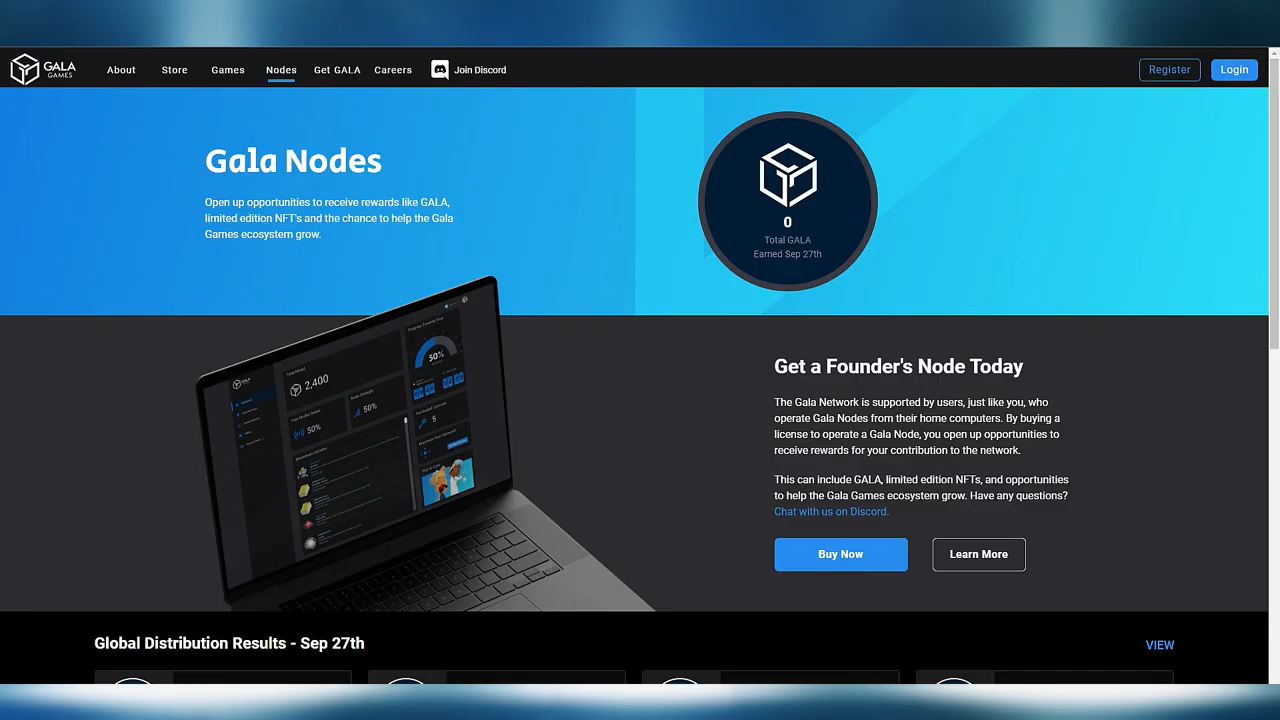 GALA
GAMES
About
Store
Games
Nodes
Get GALA
Careers
Join Discord
Register
Login
Gala Nodes
Open up opportunities to receive rewards like GALA,
limited edition NFT's and the chance to help the Gala
Games ecosystem grow.
0
Total GALA
Earned Sep 27th
2,400
50%
50%
50%
5
Get a Founder's Node Today
The Gala Network is supported by users, just like you, who
operate Gala Nodes from their home computers. By buying a
license to operate a Gala Node, you open up opportunities to
receive rewards for your contribution to the network.
This can include GALA, limited edition NFTs, and opportunities
to help the Gala Games ecosystem grow. Have any questions?
Chat with us on Discord.
Buy Now
Learn More
Global Distribution Results - Sep 27th
VIEW